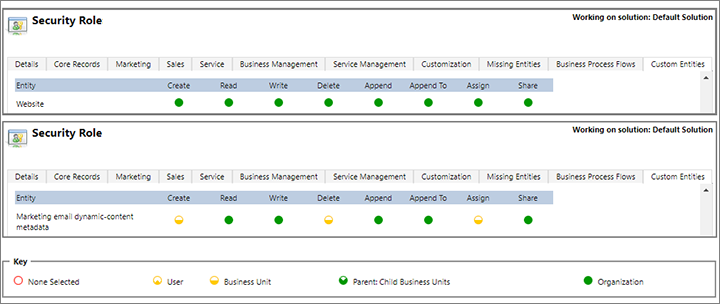 Security Role
Working on solution: Default Solution
Details Core Records Marketing Sales Service Business Management Service Management Customization Missing Entities Business Process Flows Custom Entities
Entity Create Read Write Delete Append Append To Assign Share
Website
Security Role
Working on solution: Default Solution
Details Core Records Marketing Sales Service Business Management Service Management Customization Missing Entities Business Process Flows Custom Entities
Entity Create Read Write Delete Append Append To Assign Share
Marketing email dynamic-content
metadata
Key
None Selected User Business Unit Parent: Child Business Units Organization